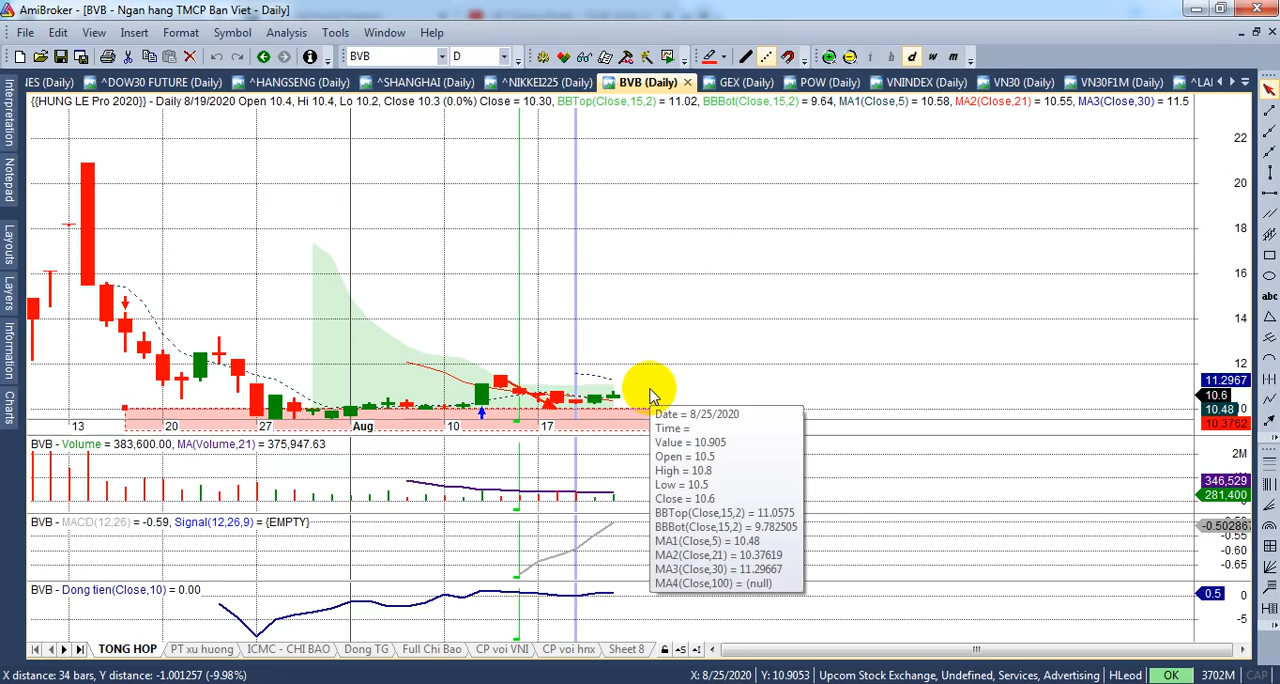 AmiBroker - [BVB - Ngan hang TMCP Ban Viet - Daily]
File Edit View Insert Format Symbol Analysis Tools Window Help
BVB D i h d w m
IES (Daily) ^DOW30 FUTURE (Daily) ^HANGSENG (Daily) ^SHANGHAI (Daily) ^NIKKEI225 (Daily) BVB (Daily) GEX (Daily) POW (Daily) VNINDEX (Daily) VN30 (Daily) VN30F1M (Daily) ^LAI
{{HUNG LE Pro 2020}} - Daily 8/19/2020 Open 10.4, Hi 10.4, Lo 10.2, Close 10.3 (0.0%) Close = 10.30, BBTop(Close,15,2) = 11.02, BBBot(Close,15,2) = 9.64, MA1(Close,5) = 10.58, MA2(Close,21) = 10.55, MA3(Close,30) = 11.5
Interpretation
Notepad
Layouts
Layers
Information
Charts
abc
22
20
18
16
14
12
11.2967
10.6
10.48
10.3762
13 20 27 Aug 10 17
Date = 8/25/2020
Time =
Value = 10.905
Open = 10.5
High = 10.8
Low = 10.5
Close = 10.6
BBTop(Close,15,2) = 11.0575
BBBot(Close,15,2) = 9.782505
MA1(Close,5) = 10.48
MA2(Close,21) = 10.37619
MA3(Close,30) = 11.29667
MA4(Close,100) = (null)
BVB - Volume = 383,600.00, MA(Volume,21) = 375,947.63
2M
346,529
281,400
BVB - MACD(12,26) = -0.59, Signal(12,26,9) = {EMPTY}
-0.502867
-0.55
-0.60
-0.65
BVB - Dong tien(Close,10) = 0.00
0.5
0
-5
TONG HOP PT xu huong ICMC - CHI BAO Dong TG Full Chi Bao CP voi VNI CP voi hnx Sheet 8
X distance: 34 bars, Y distance: -1.001257 (-9.98%) X: 8/25/2020 Y: 10.9053 Upcom Stock Exchange, Undefined, Services, Advertising HLeod OK 3702M CAP